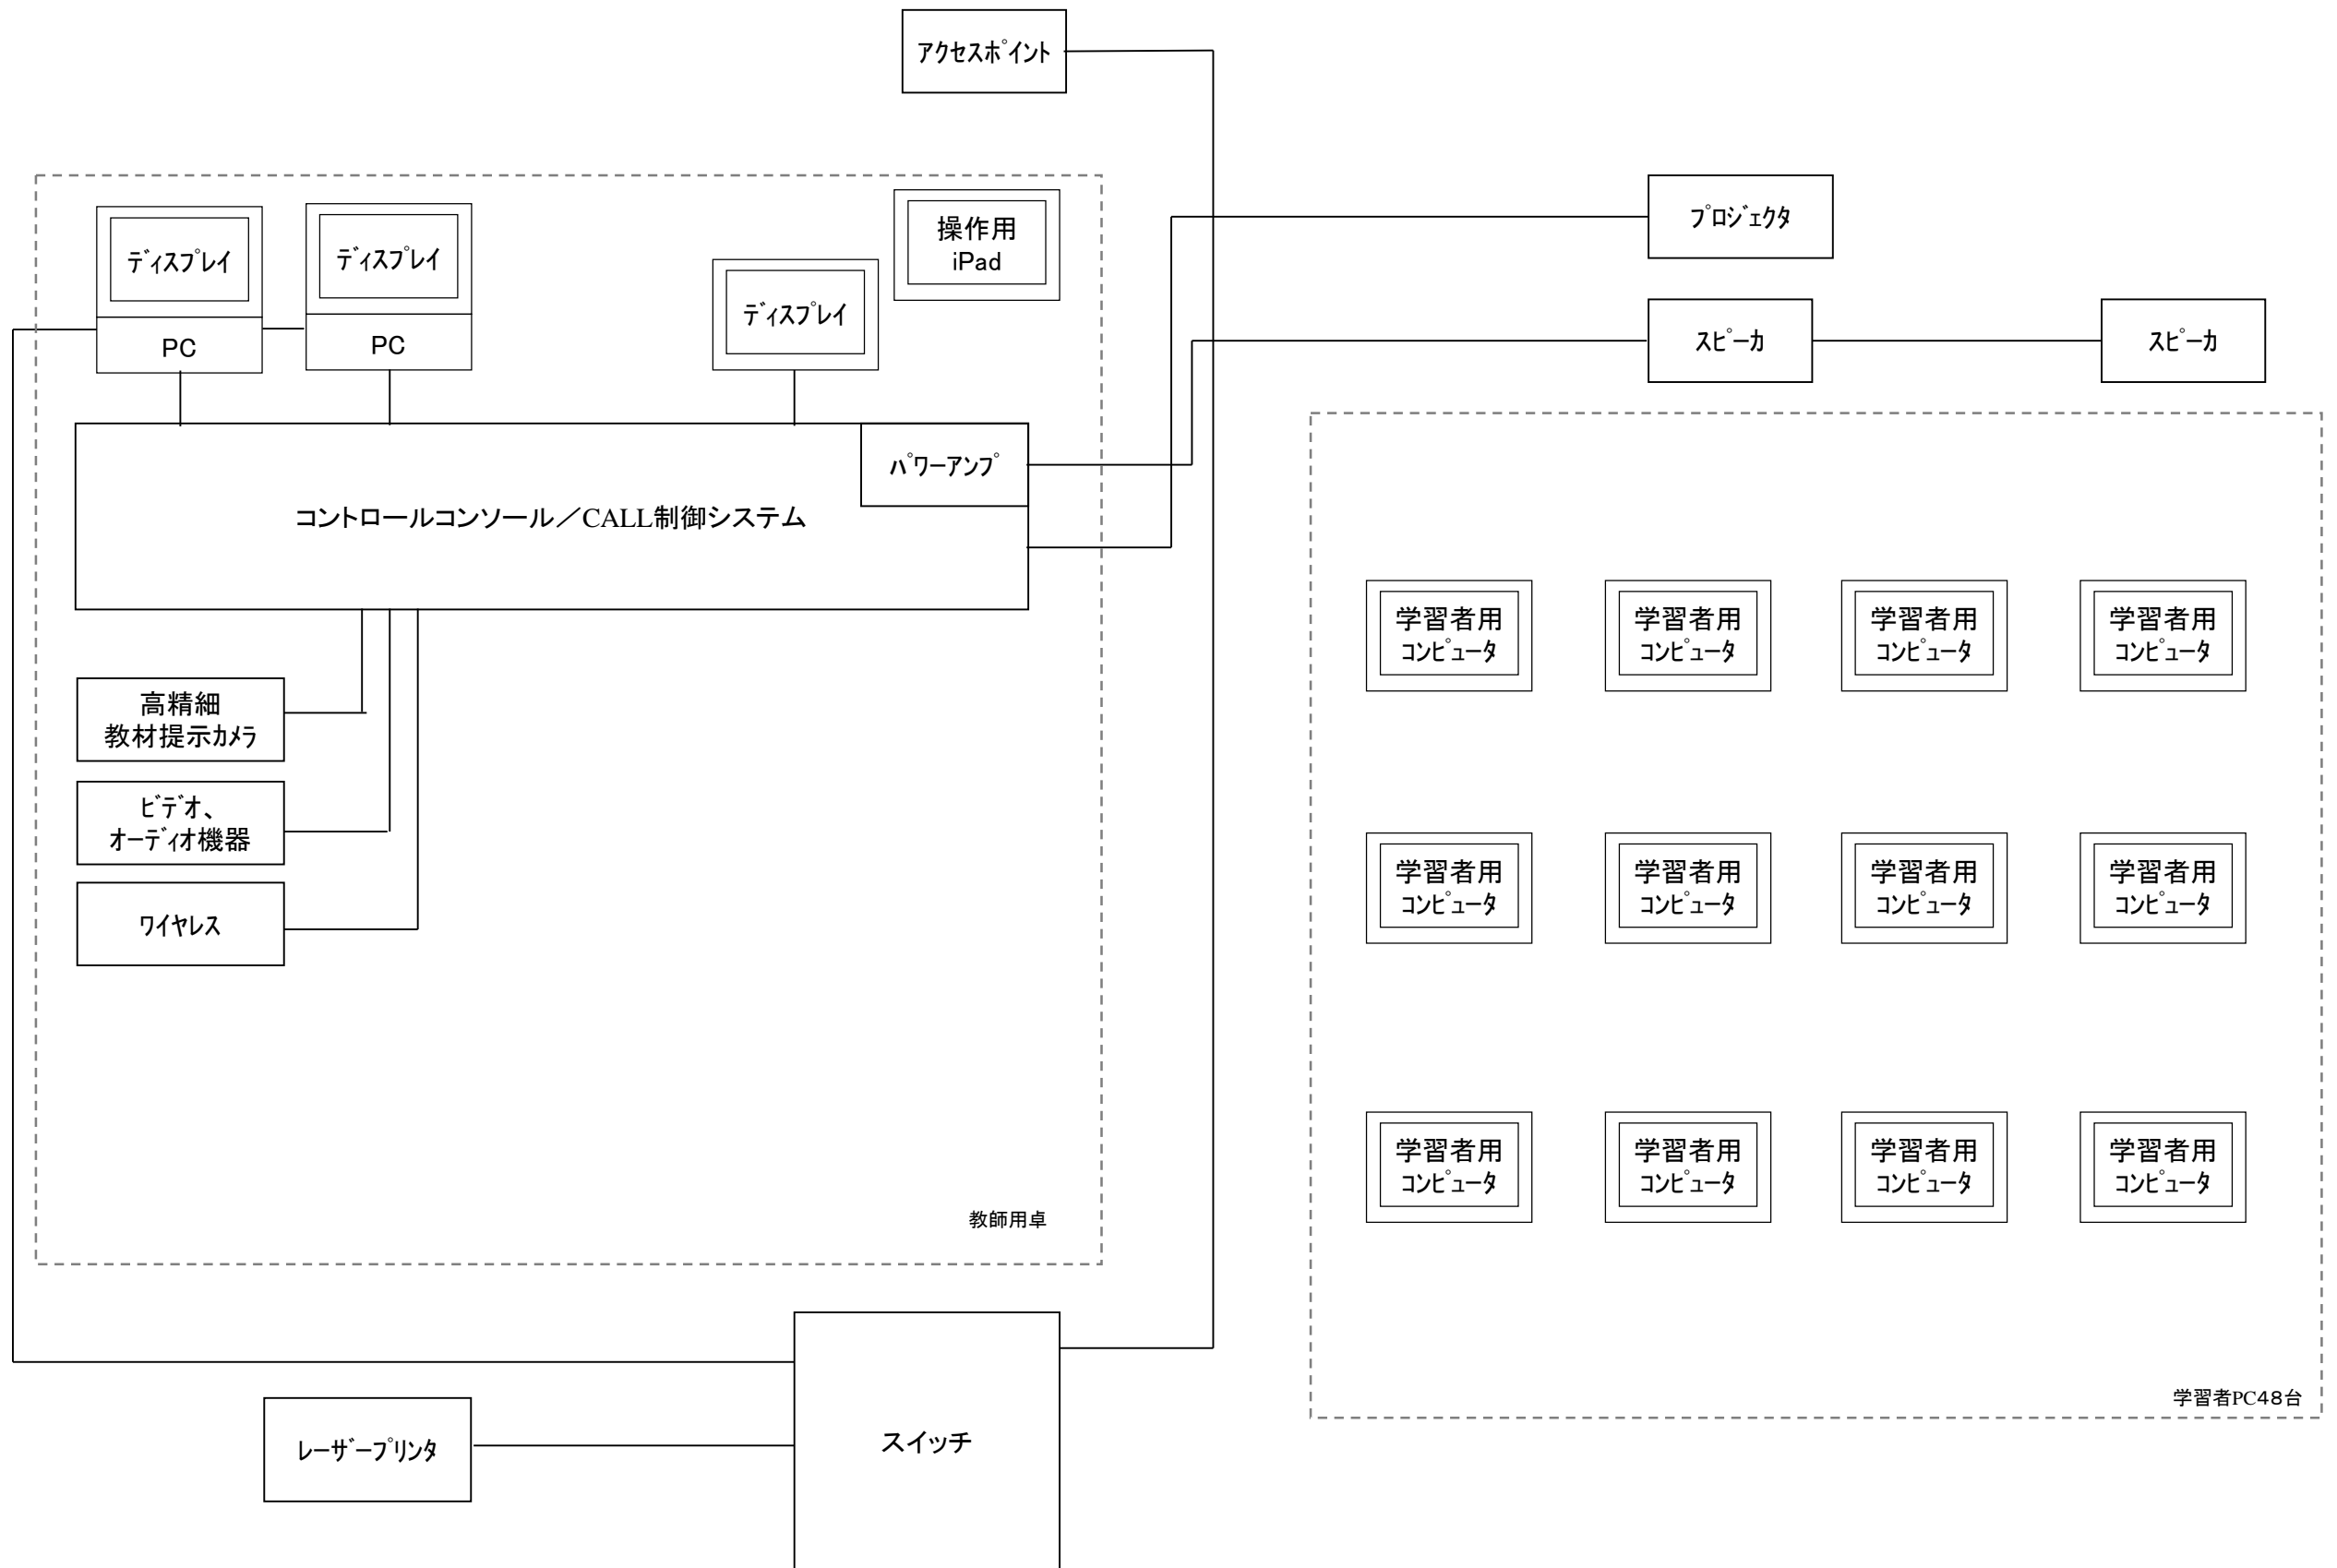 ｱｸｾｽﾎﾟｲﾝﾄ
ﾃﾞｨｽﾌﾟﾚｲ
PC
ﾃﾞｨｽﾌﾟﾚｲ
PC
ﾃﾞｨｽﾌﾟﾚｲ
操作用
iPad
ﾌﾟﾛｼﾞｪｸﾀ
ｽﾋﾟｰｶ
ｽﾋﾟｰｶ
ﾊﾟﾜｰｱﾝﾌﾟ
コントロールコンソール／CALL制御システム
高精細
教材提示ｶﾒﾗ
ﾋﾞﾃﾞｵ、
ｵｰﾃﾞｨｵ機器
ﾜｲﾔﾚｽ
教師用卓
学習者用
ｺﾝﾋﾟｭｰﾀ
学習者用
ｺﾝﾋﾟｭｰﾀ
学習者用
ｺﾝﾋﾟｭｰﾀ
学習者用
ｺﾝﾋﾟｭｰﾀ
学習者用
ｺﾝﾋﾟｭｰﾀ
学習者用
ｺﾝﾋﾟｭｰﾀ
学習者用
ｺﾝﾋﾟｭｰﾀ
学習者用
ｺﾝﾋﾟｭｰﾀ
学習者用
ｺﾝﾋﾟｭｰﾀ
学習者用
ｺﾝﾋﾟｭｰﾀ
学習者用
ｺﾝﾋﾟｭｰﾀ
学習者用
ｺﾝﾋﾟｭｰﾀ
学習者PC４８台
ﾚｰｻﾞｰﾌﾟﾘﾝﾀ
スイッチ